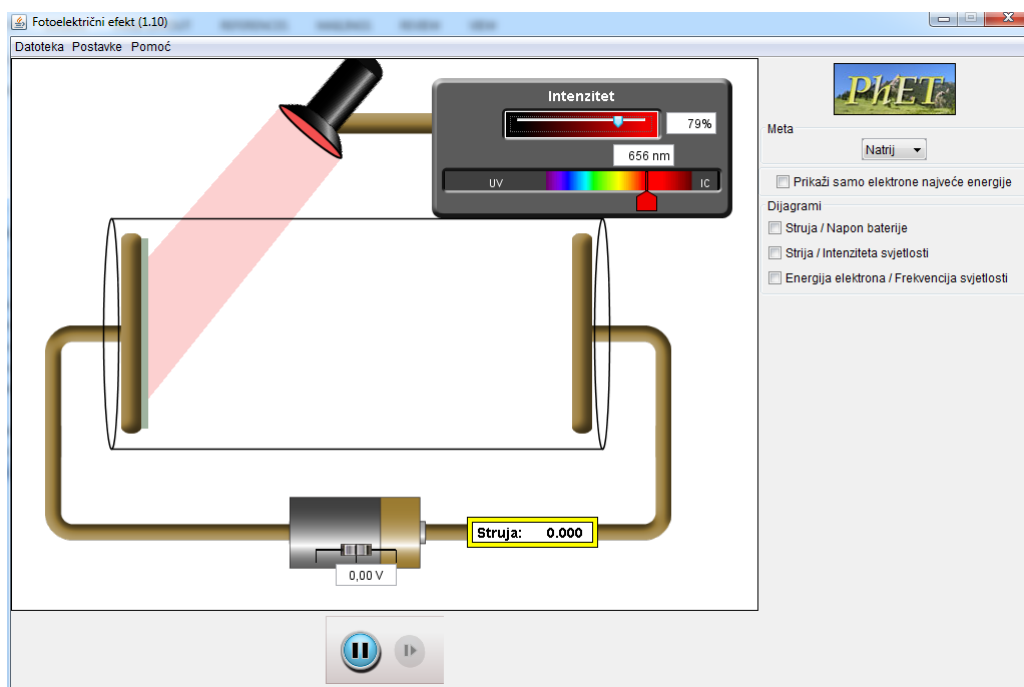 Fotoelektrični efekt (1.10)
Datoteka Postavke Pomoć
Intenzitet
79%
656 nm
UV
IC
Struja: 0.000
0,00 V
PhET
Meta
Natrij
Prikaži samo elektrone najveće energije
Dijagrami
Struja / Napon baterije
Strija / Intenziteta svjetlosti
Energija elektrona / Frekvencija svjetlosti